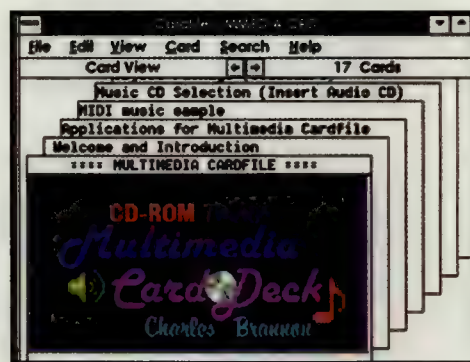 File Edit View Card Search Help
Card View 17 Cards
Music CD Selection (Insert Audio CD)
MIDI music sample
Applications for Multimedia Cardfile
Welcome and Introduction
**** MULTIMEDIA CARDFILE ****
CD-ROM
Multimedia
Card Deck
Charles Brannon